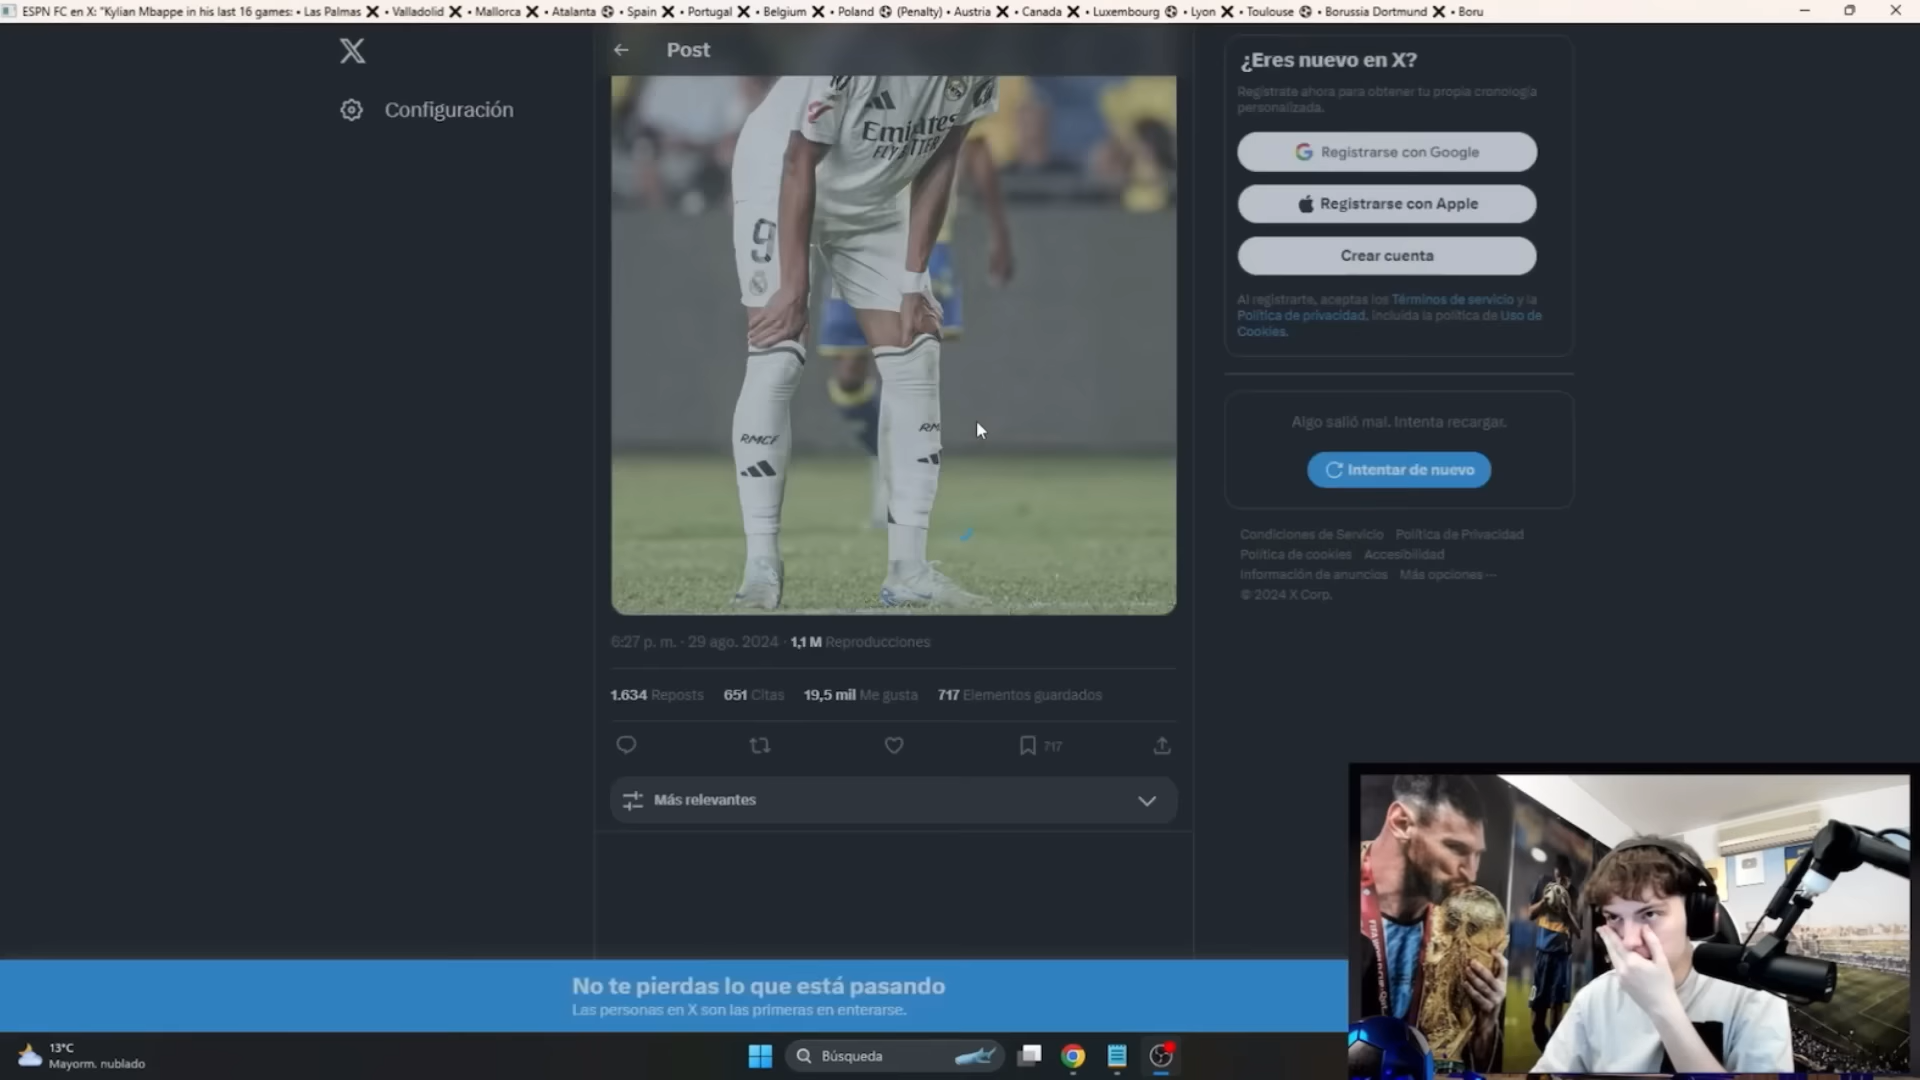 ESPN FC en X: "Kylian Mbappe in his last 16 games: • Las Palmas ❌ • Valladolid ❌ • Mallorca ❌ • Atalanta ⚽ • Spain ❌ • Portugal ❌ • Belgium ❌ • Poland ⚽ (Penalty) • Austria ❌ • Canada ❌ • Luxembourg ⚽ • Lyon ❌ • Toulouse ⚽ • Borussia Dortmund ❌ • Boru
Configuración
Post
Emirates
FLY BETTER
9
RMCF
RM
6:27 p. m. · 29 ago. 2024 · 1,1 M Reproducciones
1.634 Reposts 651 Citas 19,5 mil Me gusta 717 Elementos guardados
717
Más relevantes
¿Eres nuevo en X?
Regístrate ahora para obtener tu propia cronología
personalizada.
Registrarse con Google
Registrarse con Apple
Crear cuenta
Al registrarte, aceptas los Términos de servicio y la
Política de privacidad, incluida la política de Uso de
Cookies.
Algo salió mal. Intenta recargar.
Intentar de nuevo
Condiciones de Servicio Política de Privacidad
Política de cookies Accesibilidad
Información de anuncios Más opciones ···
© 2024 X Corp.
No te pierdas lo que está pasando
Las personas en X son las primeras en enterarse.
13°C
Mayorm. nublado
Búsqueda